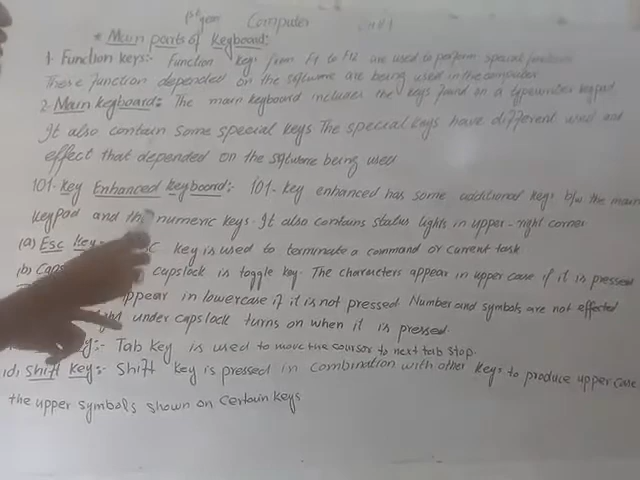 Computer
* Main parts of Keyboard:
1. Function keys:- Function keys from F1 to F12 are used to perform special functions
These function depended on the software are being used in the computer
2. Main keyboard: The main keyboard includes the keys found on a typewriter keypad
It also contain some special keys The special keys have different and
effect that depended on the software being used
101-Key Enhanced Keyboard:- 101-key enhanced has some additional keys b/w the main
keypad and the numeric keys. It also contains status lights in upper-right corner
(a) Esc Key key is used to terminate a command or current task
(b) Caps capslock is toggle key. The characters appear in upper case if it is pressed
appear in lowercase if it is not pressed Number and symbols are not effected
under capslock turns on when it is pressed.
:- Tab key is used to move the coursor to next tab stop.
(d) Shift Key:- Shift key is pressed in combination with other keys to produce upper case
the upper symbols shown on certain keys